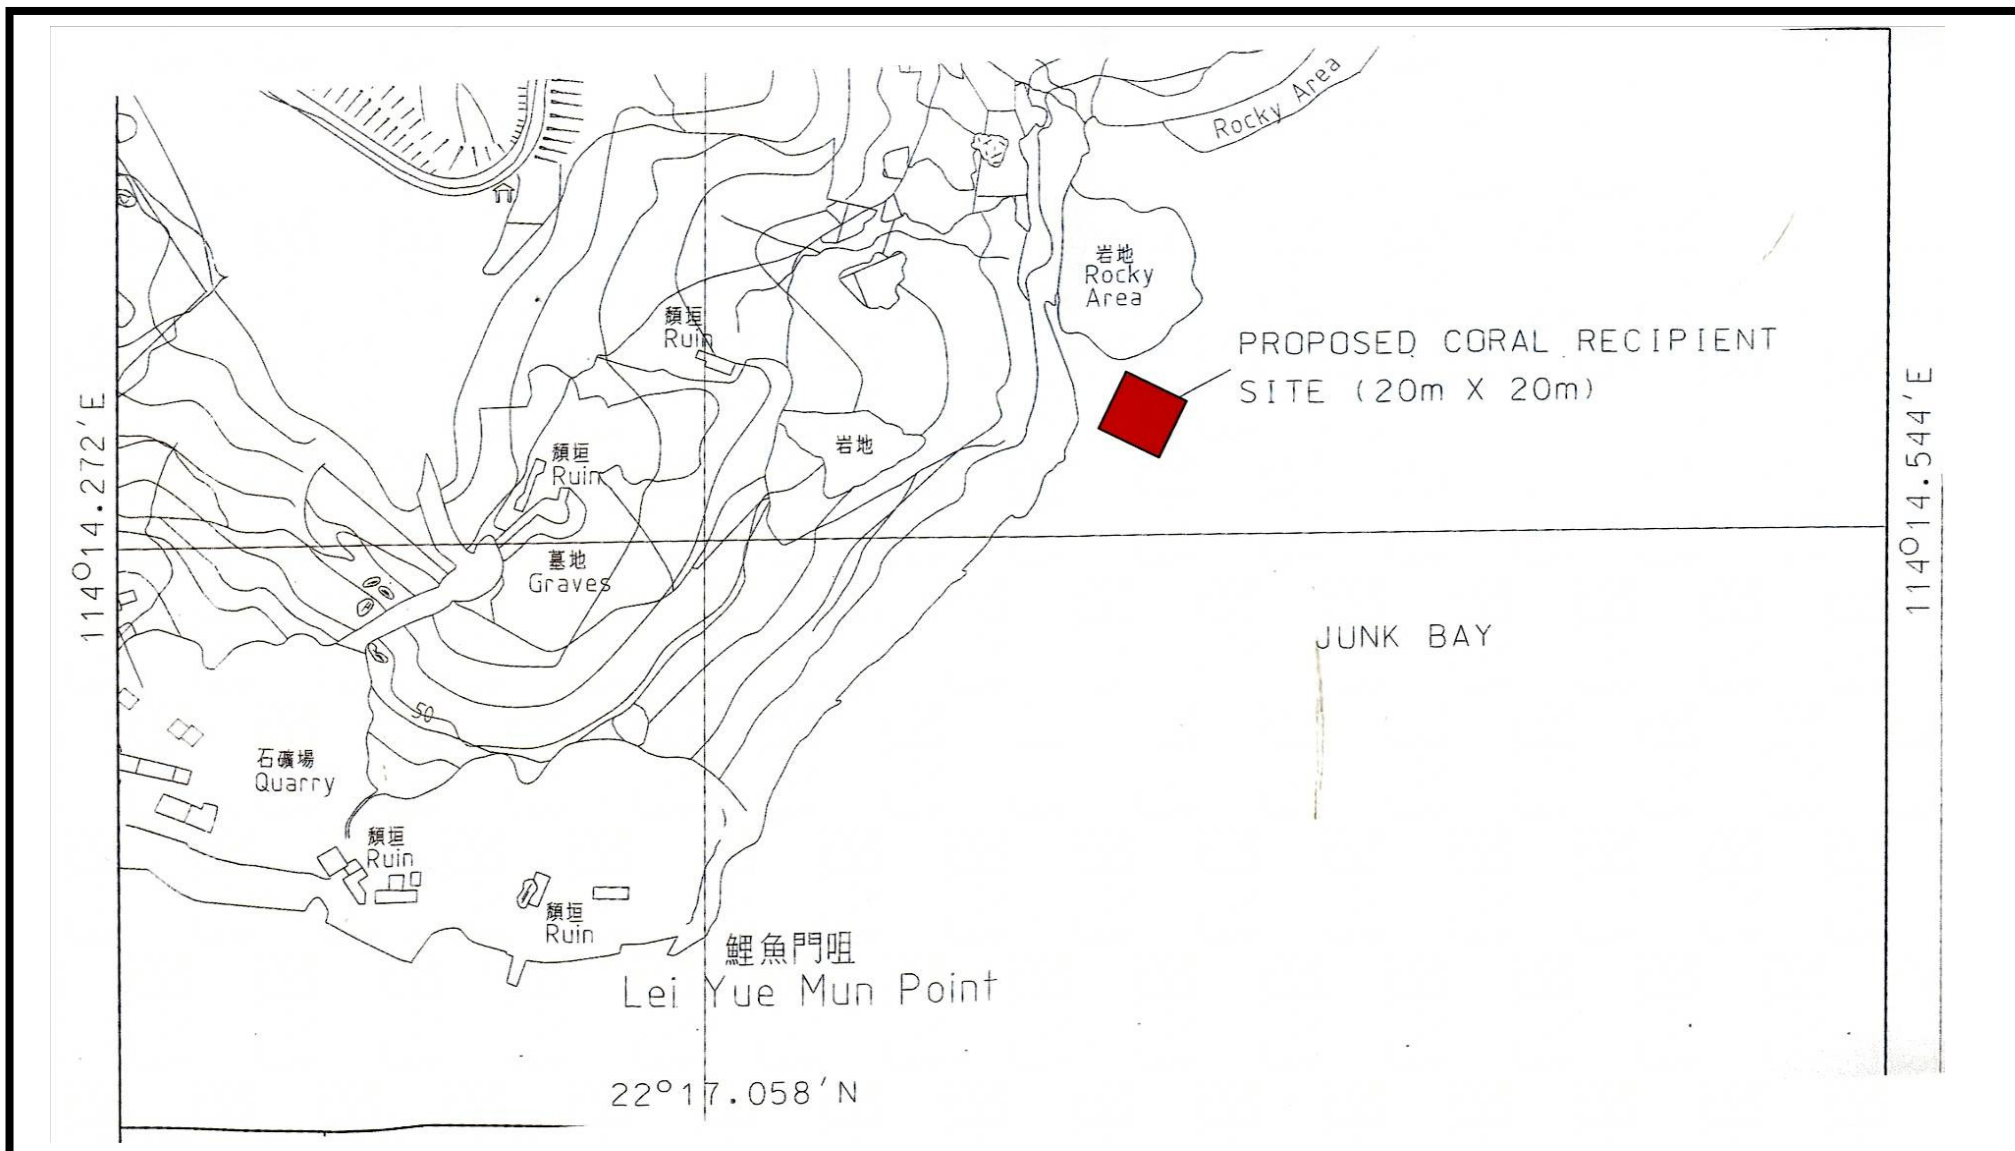 Rocky Area
岩地
Rocky
Area
PROPOSED CORAL RECIPIENT
SITE (20m X 20m)
頹垣
Ruin
岩地
頹垣
Ruin
114°14.272'E
114°14.544'E
墓地
Graves
JUNK BAY
50
石礦場
Quarry
頹垣
Ruin
頹垣
Ruin
鯉魚門咀
Lei Yue Mun Point
22°17.058'N